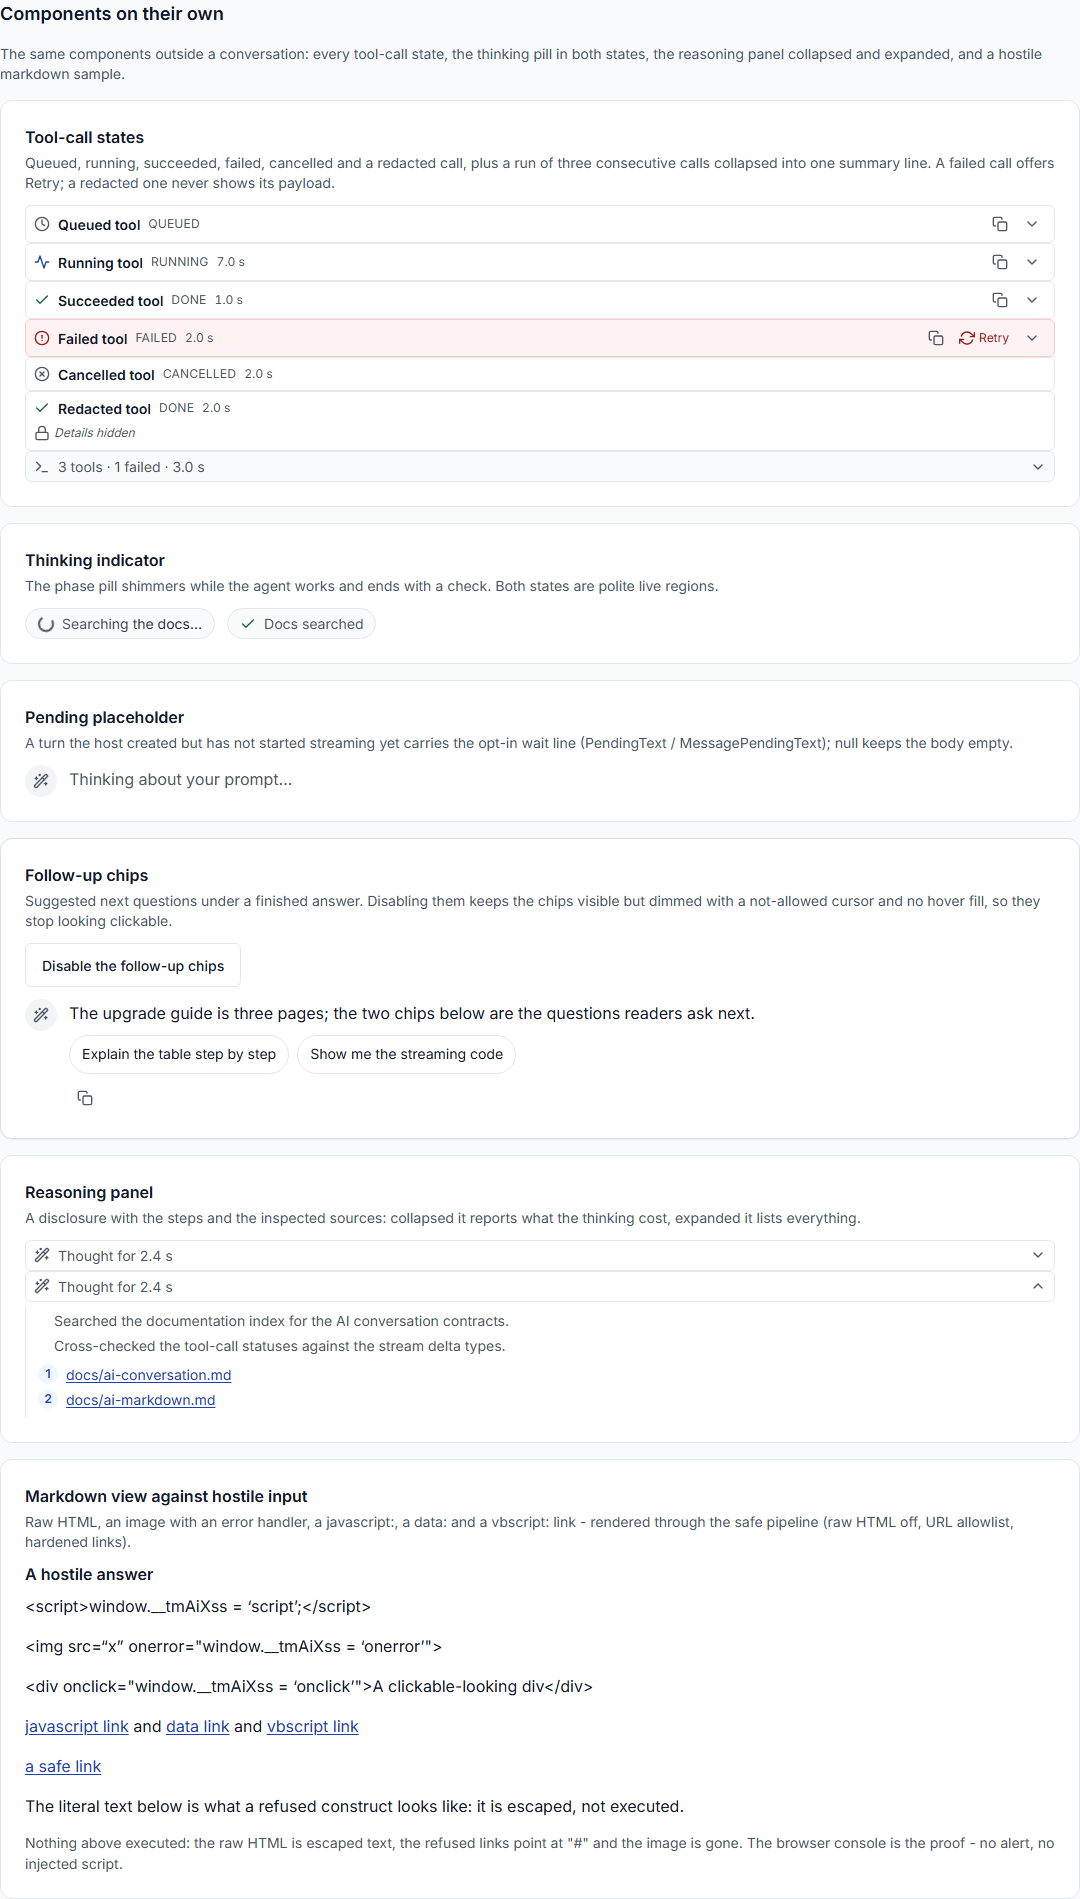 Components on their own
The same components outside a conversation: every tool-call state, the thinking pill in both states, the reasoning panel collapsed and expanded, and a hostile
markdown sample.
Tool-call states
Queued, running, succeeded, failed, cancelled and a redacted call, plus a run of three consecutive calls collapsed into one summary line. A failed call offers
Retry; a redacted one never shows its payload.
Queued tool QUEUED
Running tool RUNNING 7.0 s
Succeeded tool DONE 1.0 s
Failed tool FAILED 2.0 s Retry
Cancelled tool CANCELLED 2.0 s
Redacted tool DONE 2.0 s
Details hidden
3 tools · 1 failed · 3.0 s
Thinking indicator
The phase pill shimmers while the agent works and ends with a check. Both states are polite live regions.
Searching the docs... Docs searched
Pending placeholder
A turn the host created but has not started streaming yet carries the opt-in wait line (PendingText / MessagePendingText); null keeps the body empty.
Thinking about your prompt...
Follow-up chips
Suggested next questions under a finished answer. Disabling them keeps the chips visible but dimmed with a not-allowed cursor and no hover fill, so they
stop looking clickable.
Disable the follow-up chips
The upgrade guide is three pages; the two chips below are the questions readers ask next.
Explain the table step by step Show me the streaming code
Reasoning panel
A disclosure with the steps and the inspected sources: collapsed it reports what the thinking cost, expanded it lists everything.
Thought for 2.4 s
Thought for 2.4 s
Searched the documentation index for the AI conversation contracts.
Cross-checked the tool-call statuses against the stream delta types.
1 docs/ai-conversation.md
2 docs/ai-markdown.md
Markdown view against hostile input
Raw HTML, an image with an error handler, a javascript:, a data: and a vbscript: link - rendered through the safe pipeline (raw HTML off, URL allowlist,
hardened links).
A hostile answer
<script>window.__tmAiXss = ‘script’;</script>
<img src=“x” onerror="window.__tmAiXss = ‘onerror’">
<div onclick="window.__tmAiXss = ‘onclick’">A clickable-looking div</div>
javascript link and data link and vbscript link
a safe link
The literal text below is what a refused construct looks like: it is escaped, not executed.
Nothing above executed: the raw HTML is escaped text, the refused links point at "#" and the image is gone. The browser console is the proof - no alert, no
injected script.